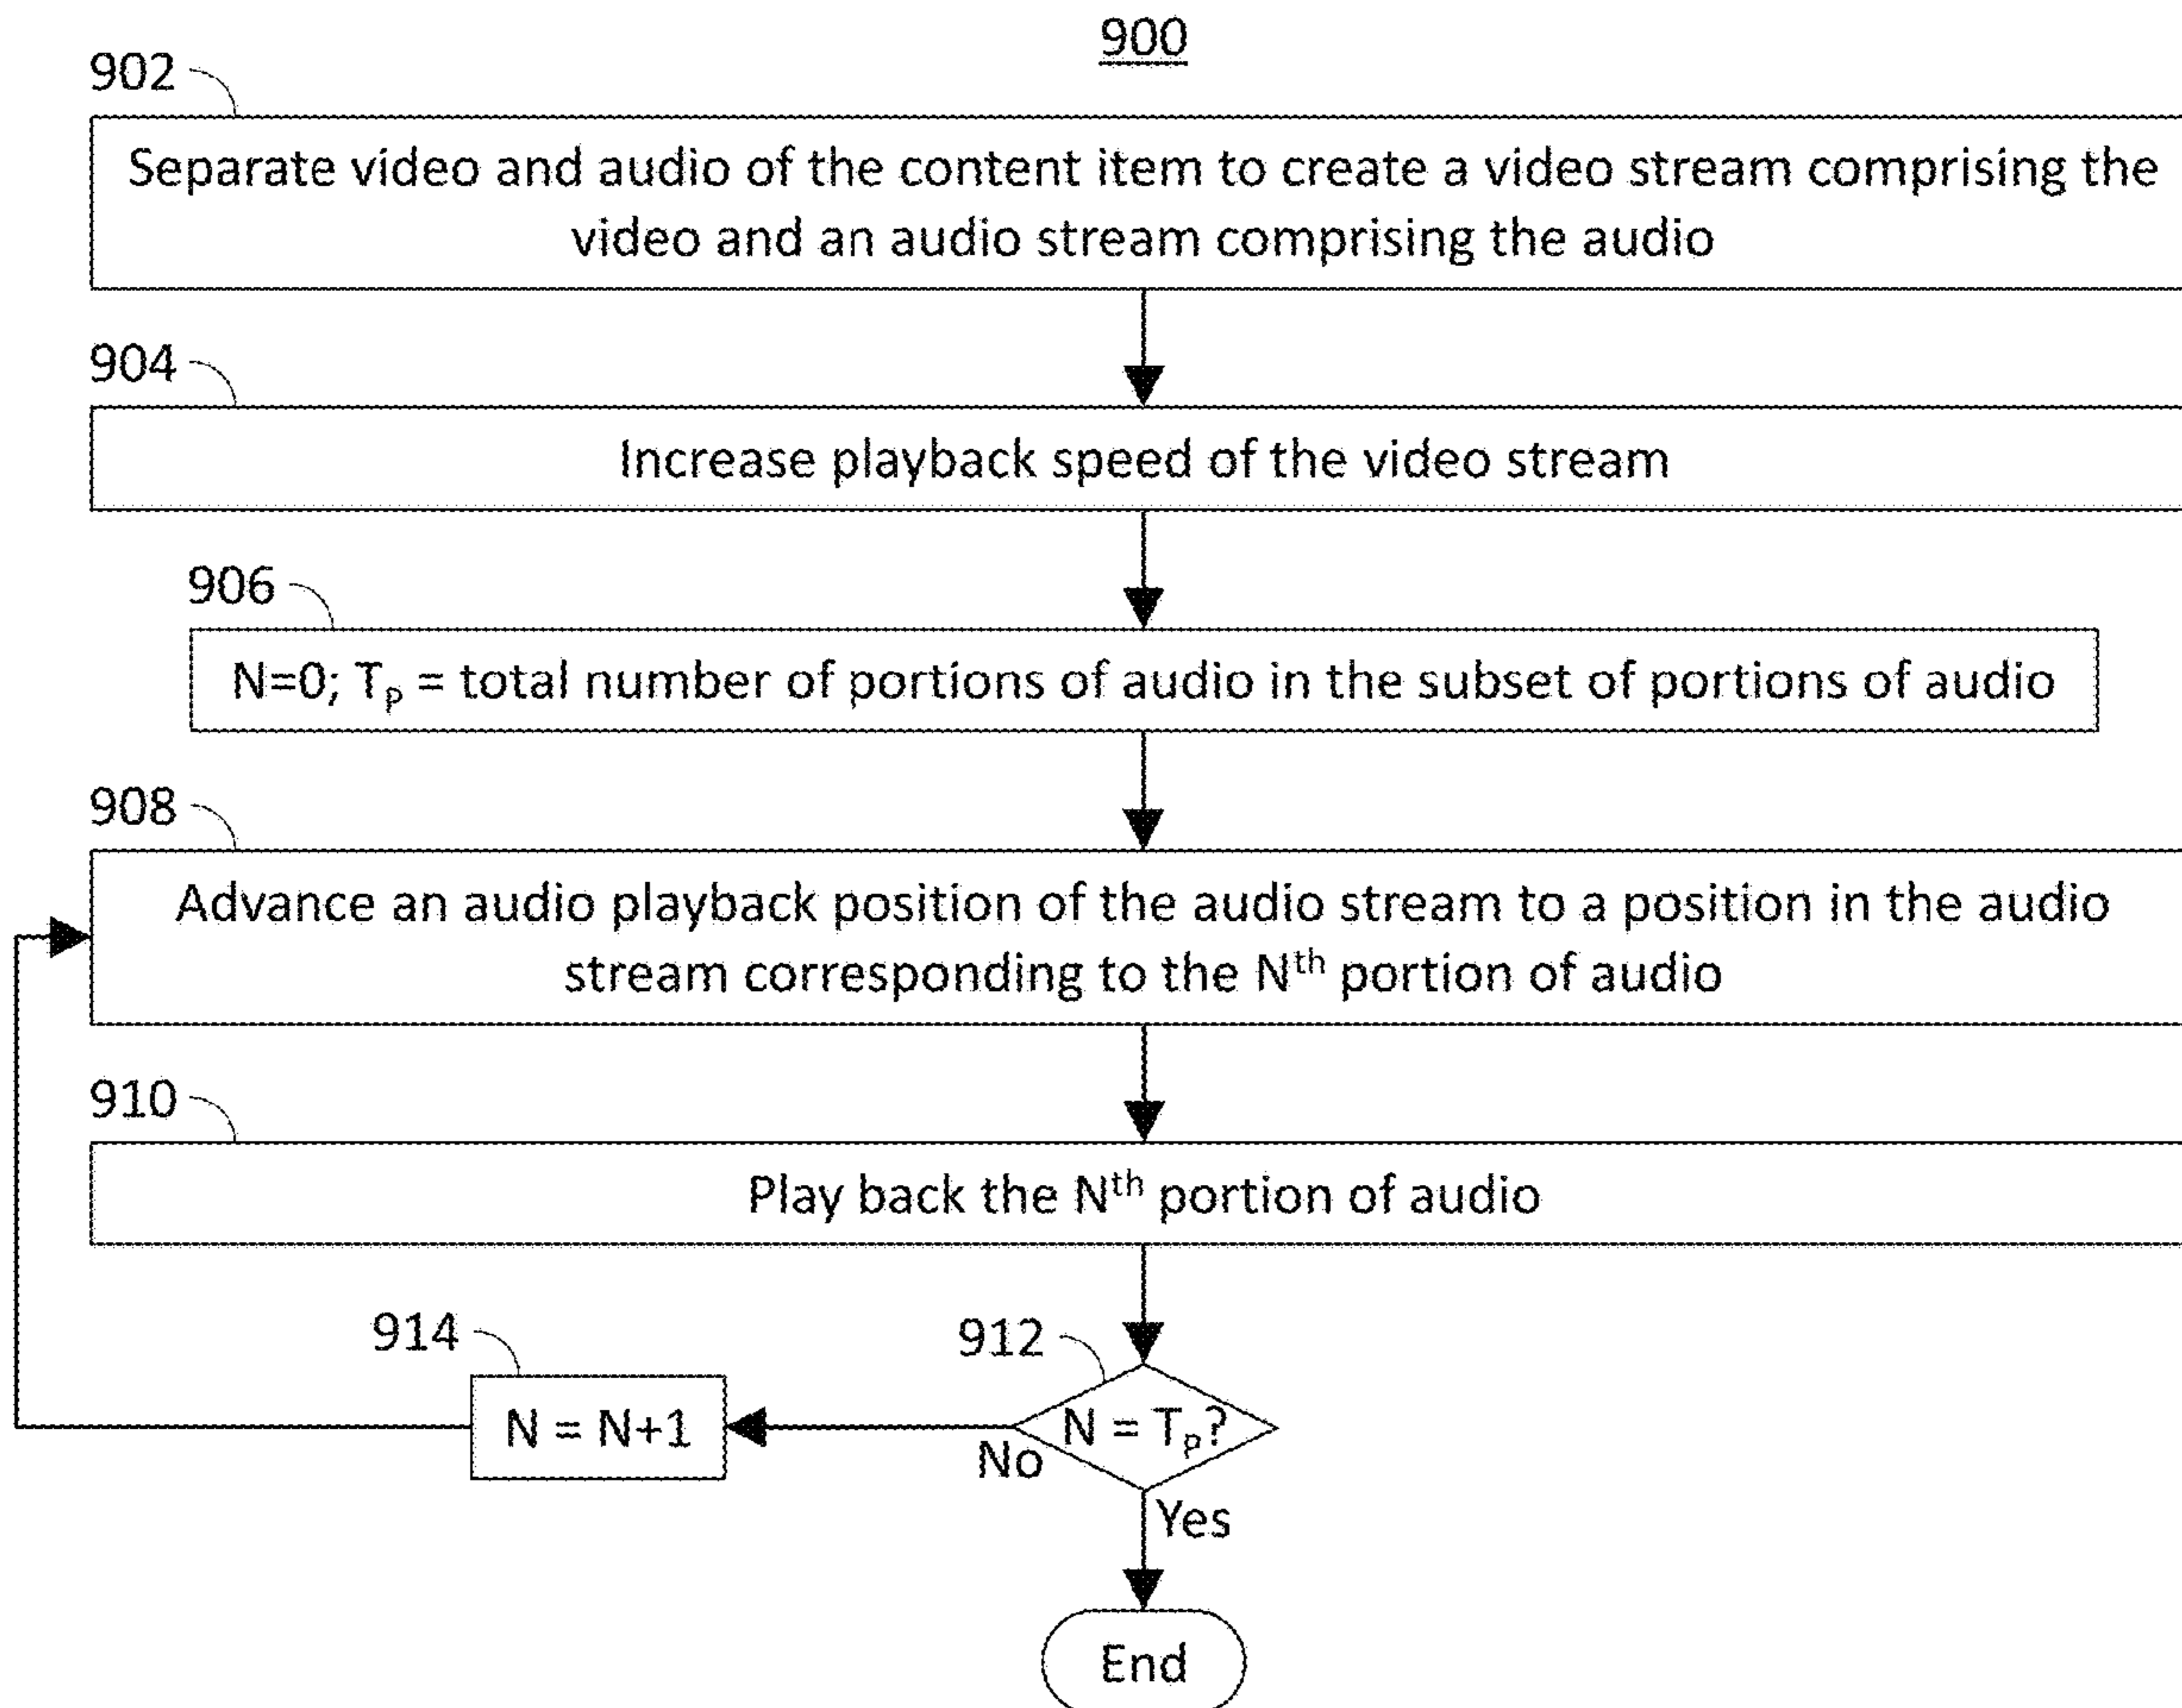 900
902
Separate video and audio of the content item to create a video stream comprising the
video and an audio stream comprising the audio
904
Increase playback speed of the video stream
906
N=0; Tₚ = total number of portions of audio in the subset of portions of audio
908
Advance an audio playback position of the audio stream to a position in the audio
stream corresponding to the Nᵗʰ portion of audio
910
Play back the Nᵗʰ portion of audio
914
912
N = N+1
N = Tₚ?
No
Yes
End